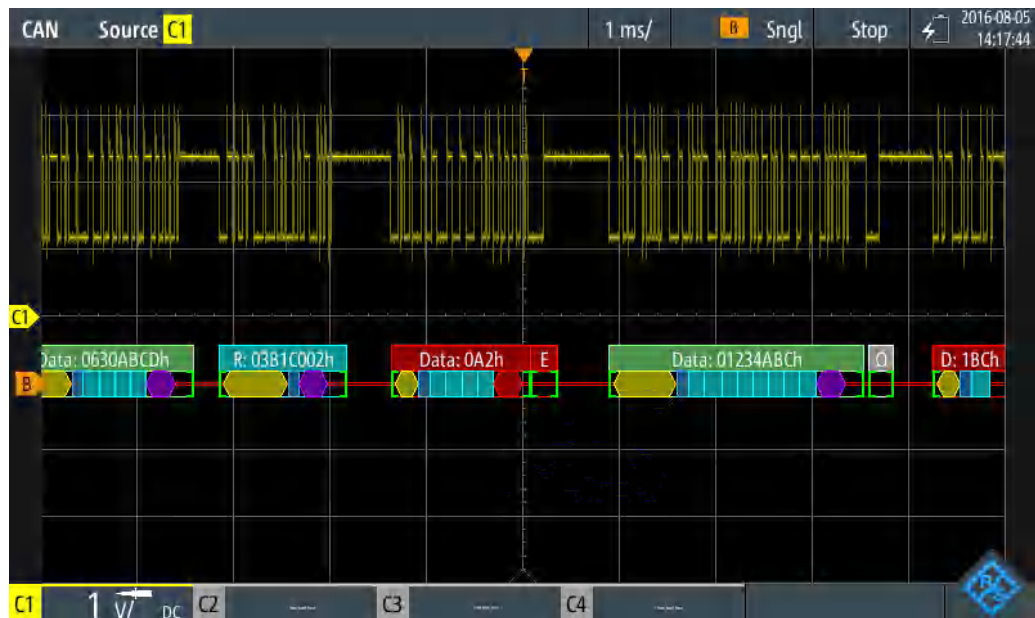 CAN Source C1 1 ms/ B Sngl Stop 2016-08-05
14:17:44
T
C1
Data: 0630ABCDh R: 03B1C002h Data: 0A2h E Data: 01234ABCh O D: 1BCh
B
C1 1 V/ DC C2 C3 C4
R&S